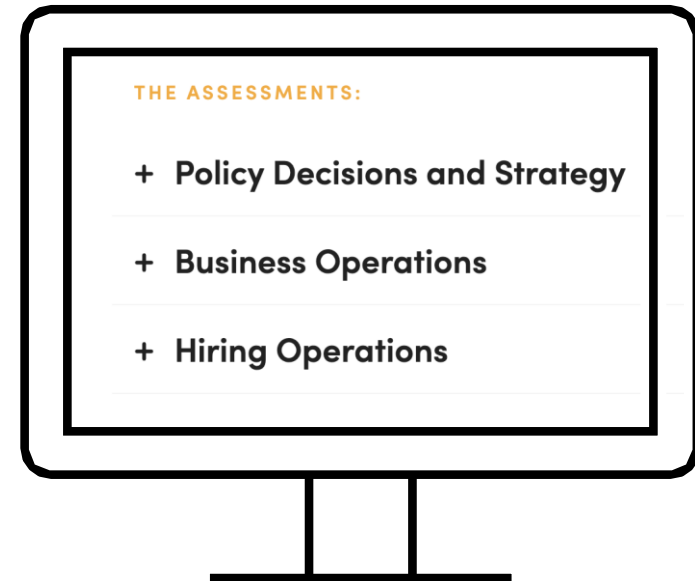 THE ASSESSMENTS:
+ Policy Decisions and Strategy
+ Business Operations
+ Hiring Operations